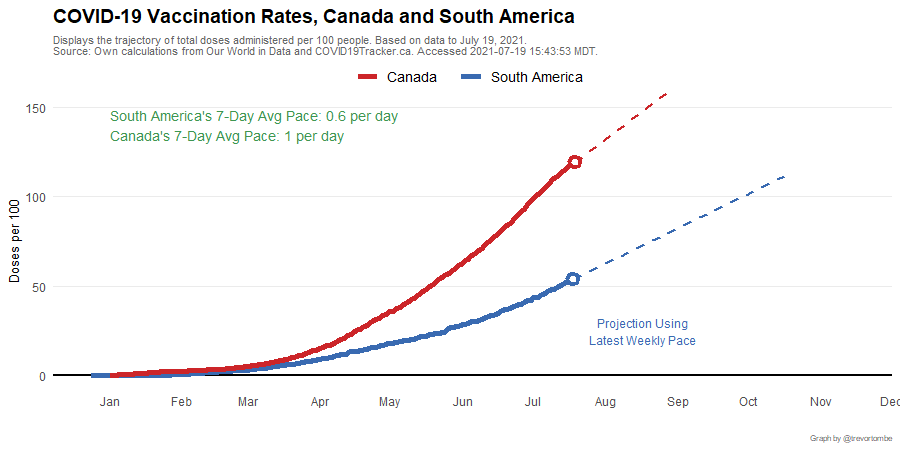 COVID-19 Vaccination Rates, Canada and South America
Displays the trajectory of total doses administered per 100 people. Based on data to July 19, 2021.
Source: Own calculations from Our World in Data and COVID19Tracker.ca. Accessed 2021-07-19 15:43:53 MDT.
Canada South America
150
South America's 7-Day Avg Pace: 0.6 per day
Canada's 7-Day Avg Pace: 1 per day
100
Doses per 100
50
Projection Using
Latest Weekly Pace
0
Jan Feb Mar Apr May Jun Jul Aug Sep Oct Nov Dec
Graph by @trevortombe